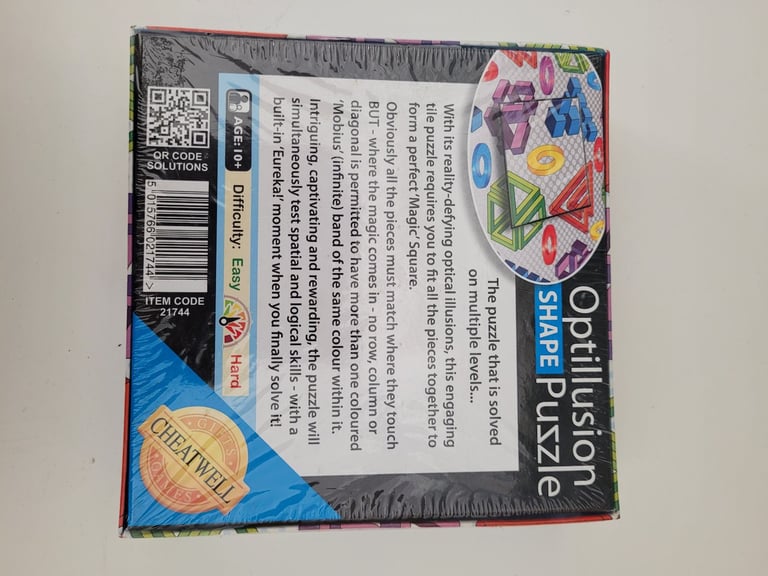 Optillusion
SHAPE Puzzle
The puzzle that is solved
on multiple levels...
With its reality-defying optical illusions, this engaging
tile puzzle requires you to fit all the pieces together to
form a perfect 'Magic' Square.
Obviously all the pieces must match where they touch
BUT - where the magic comes in - no row, column or
diagonal is permitted to have more than one coloured
'Mobius' (infinite) band of the same colour within it.
Intriguing, captivating and rewarding, the puzzle will
simultaneously test spatial and logical skills - with a
built-in 'Eureka!' moment when you finally solve it!
AGE: 10+ Difficulty: Easy Hard
QR CODE
SOLUTIONS
5 015766 021744 >
ITEM CODE
21744
GIFTS
CHEATWELL
GAMES